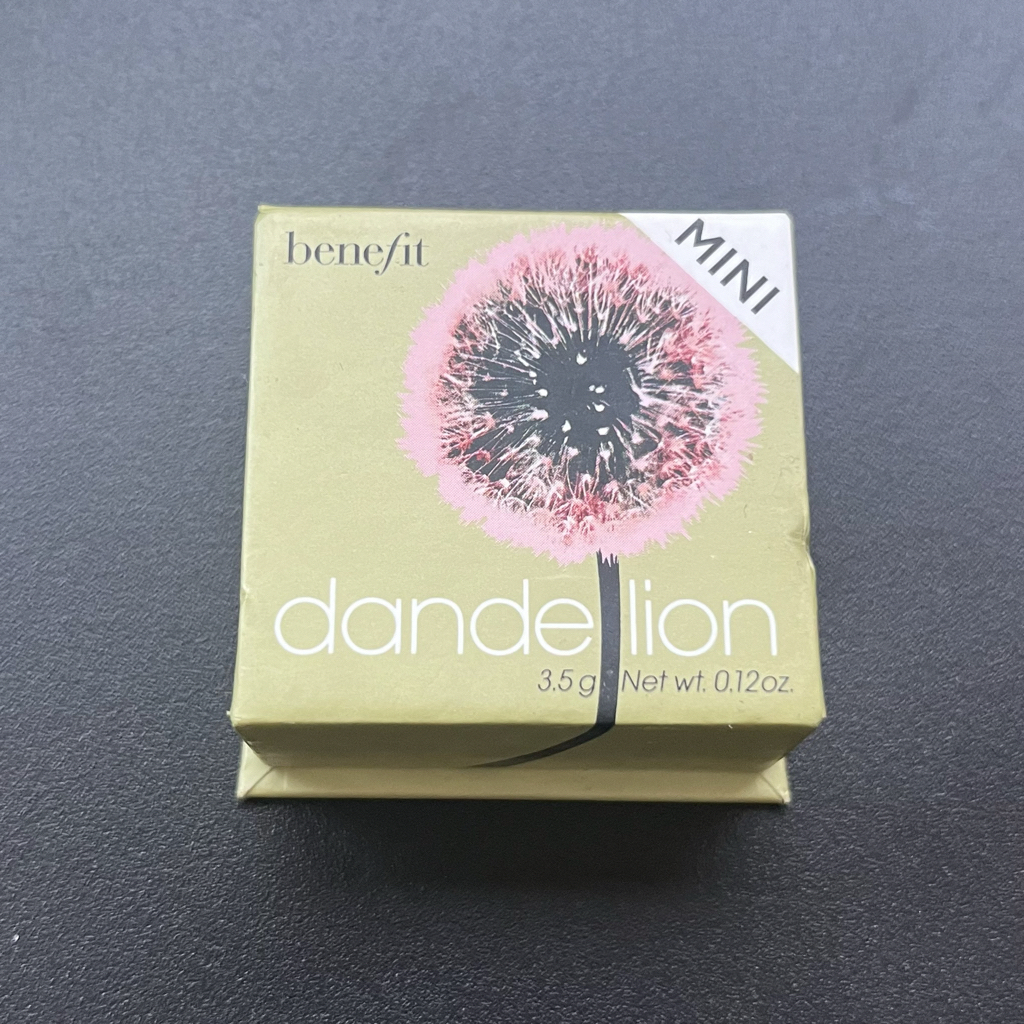 benefit
MINI
dandelion
3.5 g Net wt. 0.12oz.